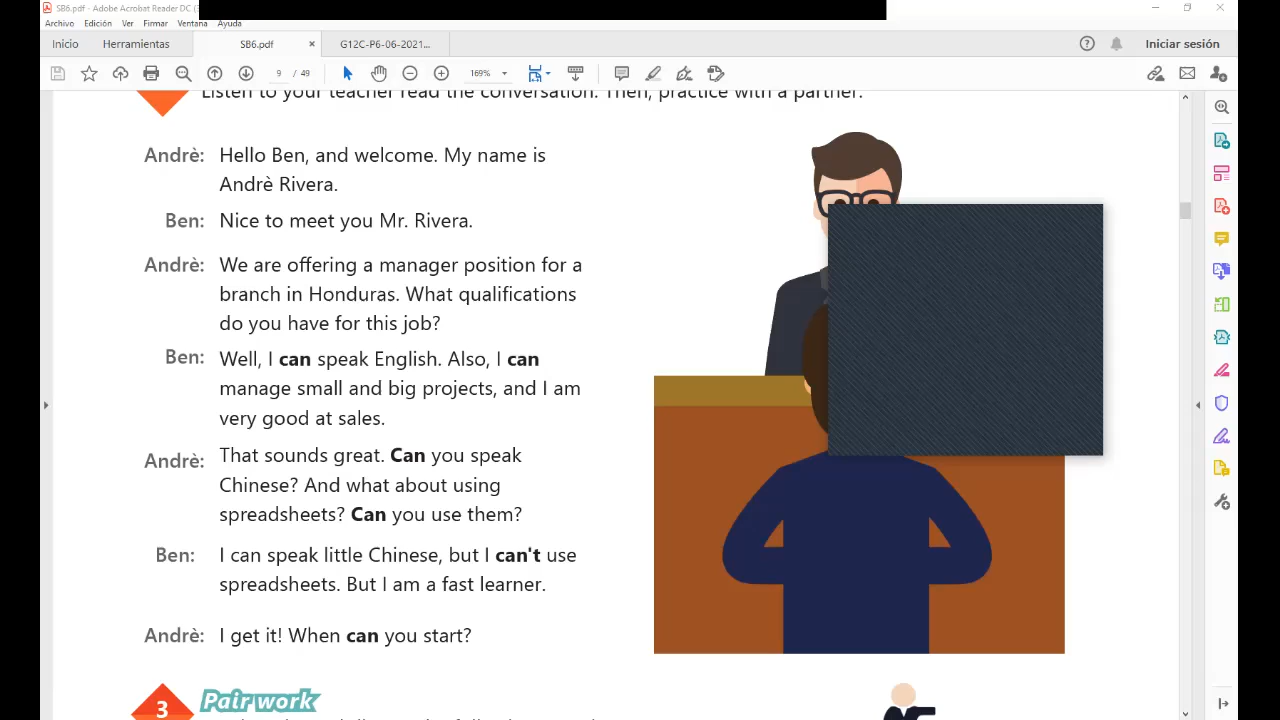 SB6.pdf - Adobe Acrobat Reader DC
Archivo Edición Ver Firmar Ventana Ayuda
Inicio Herramientas SB6.pdf × G12C-P6-06-2021... Iniciar sesión
9 / 49 169%
Listen to your teacher read the conversation. Then, practice with a partner.
Andrè: Hello Ben, and welcome. My name is
Andrè Rivera.
Ben: Nice to meet you Mr. Rivera.
Andrè: We are offering a manager position for a
branch in Honduras. What qualifications
do you have for this job?
Ben: Well, I can speak English. Also, I can
manage small and big projects, and I am
very good at sales.
Andrè: That sounds great. Can you speak
Chinese? And what about using
spreadsheets? Can you use them?
Ben: I can speak little Chinese, but I can't use
spreadsheets. But I am a fast learner.
Andrè: I get it! When can you start?
3 Pair work